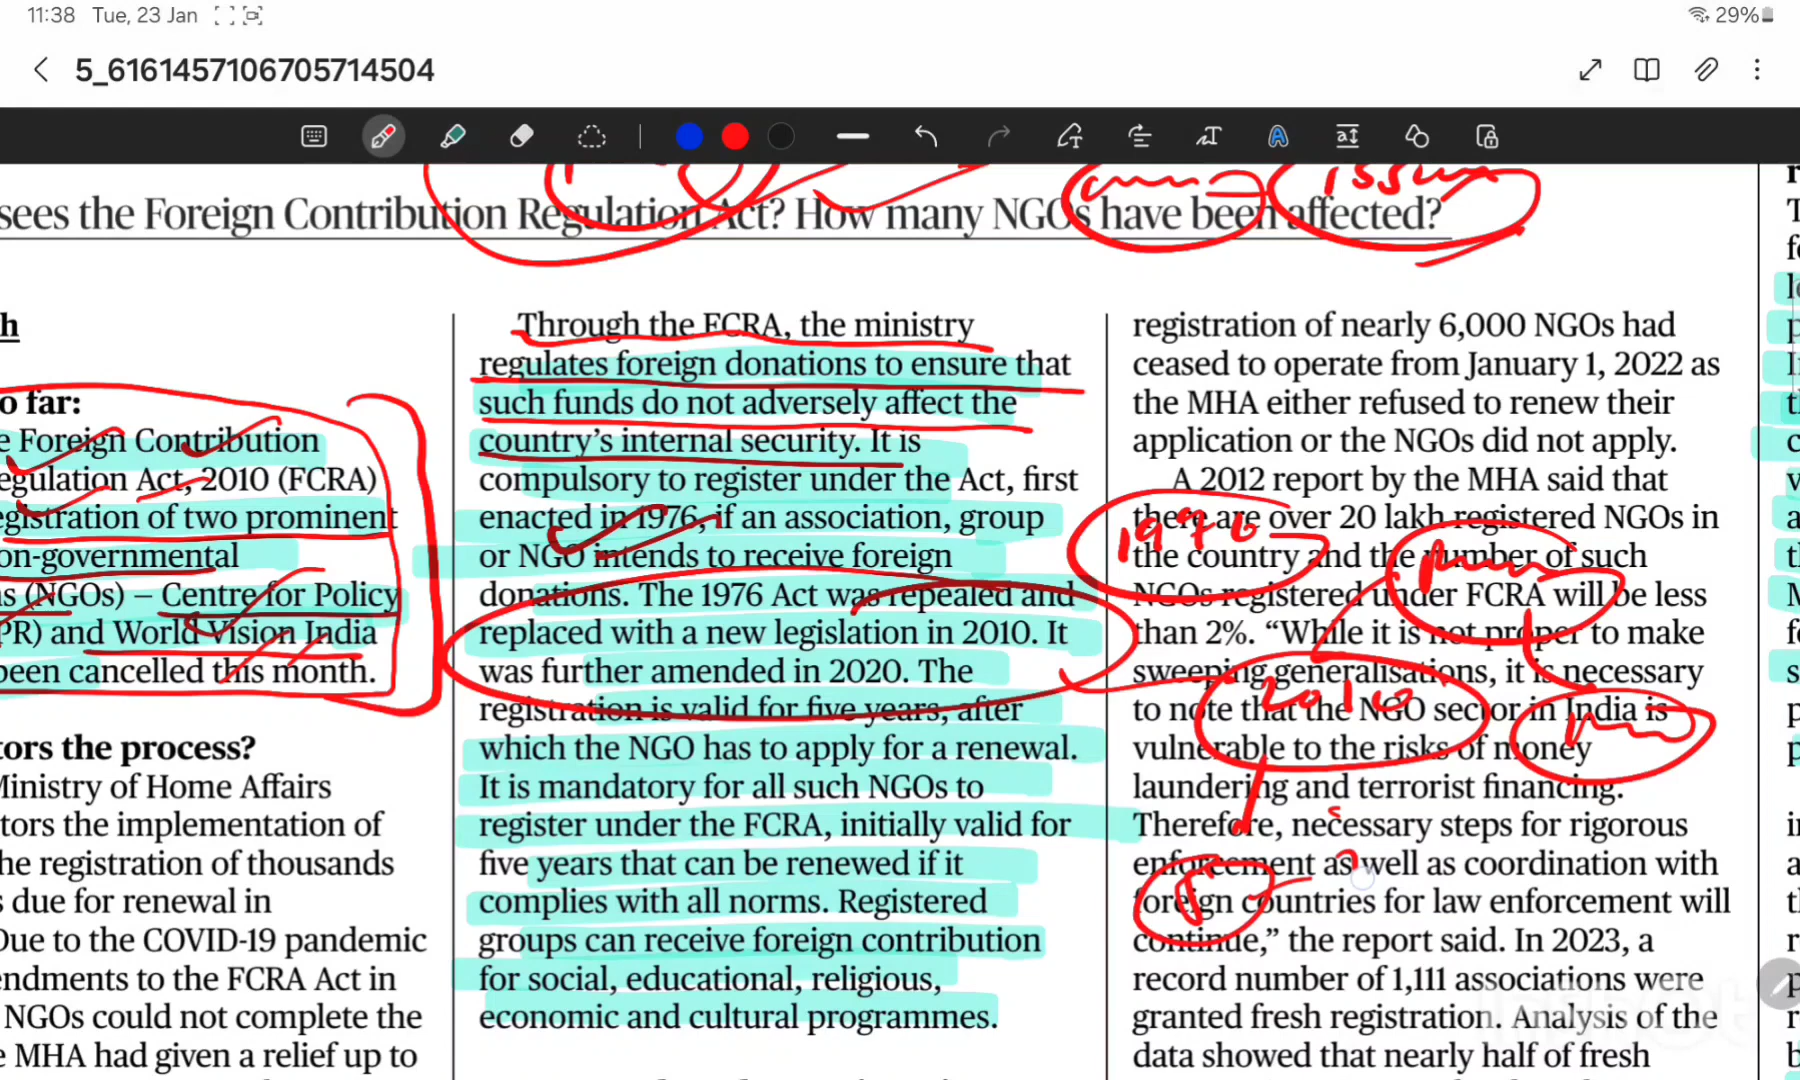 11:38 Tue, 23 Jan
29%
5_6161457106705714504
sees the Foreign Contribution Regulation Act? How many NGOs have been affected?
h
o far:
e Foreign Contribution
egulation Act, 2010 (FCRA)
egistration of two prominent
on-governmental
s (NGOs) – Centre for Policy
PR) and World Vision India
been cancelled this month.
tors the process?
Ministry of Home Affairs
tors the implementation of
he registration of thousands
s due for renewal in
Due to the COVID-19 pandemic
endments to the FCRA Act in
NGOs could not complete the
e MHA had given a relief up to
Through the FCRA, the ministry
regulates foreign donations to ensure that
such funds do not adversely affect the
country's internal security. It is
compulsory to register under the Act, first
enacted in 1976, if an association, group
or NGO intends to receive foreign
donations. The 1976 Act was repealed and
replaced with a new legislation in 2010. It
was further amended in 2020. The
registration is valid for five years, after
which the NGO has to apply for a renewal.
It is mandatory for all such NGOs to
register under the FCRA, initially valid for
five years that can be renewed if it
complies with all norms. Registered
groups can receive foreign contribution
for social, educational, religious,
economic and cultural programmes.
registration of nearly 6,000 NGOs had
ceased to operate from January 1, 2022 as
the MHA either refused to renew their
application or the NGOs did not apply.
A 2012 report by the MHA said that
there are over 20 lakh registered NGOs in
the country and the number of such
NGOs registered under FCRA will be less
than 2%. “While it is not proper to make
sweeping generalisations, it is necessary
to note that the NGO sector in India is
vulnerable to the risks of money
laundering and terrorist financing.
Therefore, necessary steps for rigorous
enforcement as well as coordination with
foreign countries for law enforcement will
continue,” the report said. In 2023, a
record number of 1,111 associations were
granted fresh registration. Analysis of the
data showed that nearly half of fresh
1976
2010